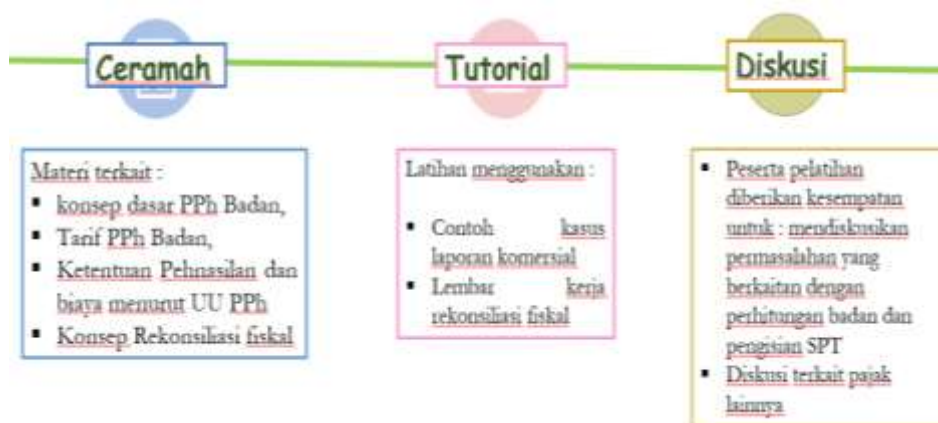 Ceramah
Tutorial
Diskusi
Materi terkait :
▪ konsep dasar PPh Badan,
▪ Tarif PPh Badan,
▪ Ketentuan Pehnasilan dan
biaya menurut UU PPh
▪ Konsep Rekonsiliasi fiskal
Latihan menggunakan :
▪ Contoh kasus
laporan komersial
▪ Lembar kerja
rekonsiliasi fiskal
▪ Peserta pelatihan
diberikan kesempatan
untuk : mendiskusikan
permasalahan yang
berkaitan dengan
perhitungan badan dan
pengisian SPT
▪ Diskusi terkait pajak
lainnya